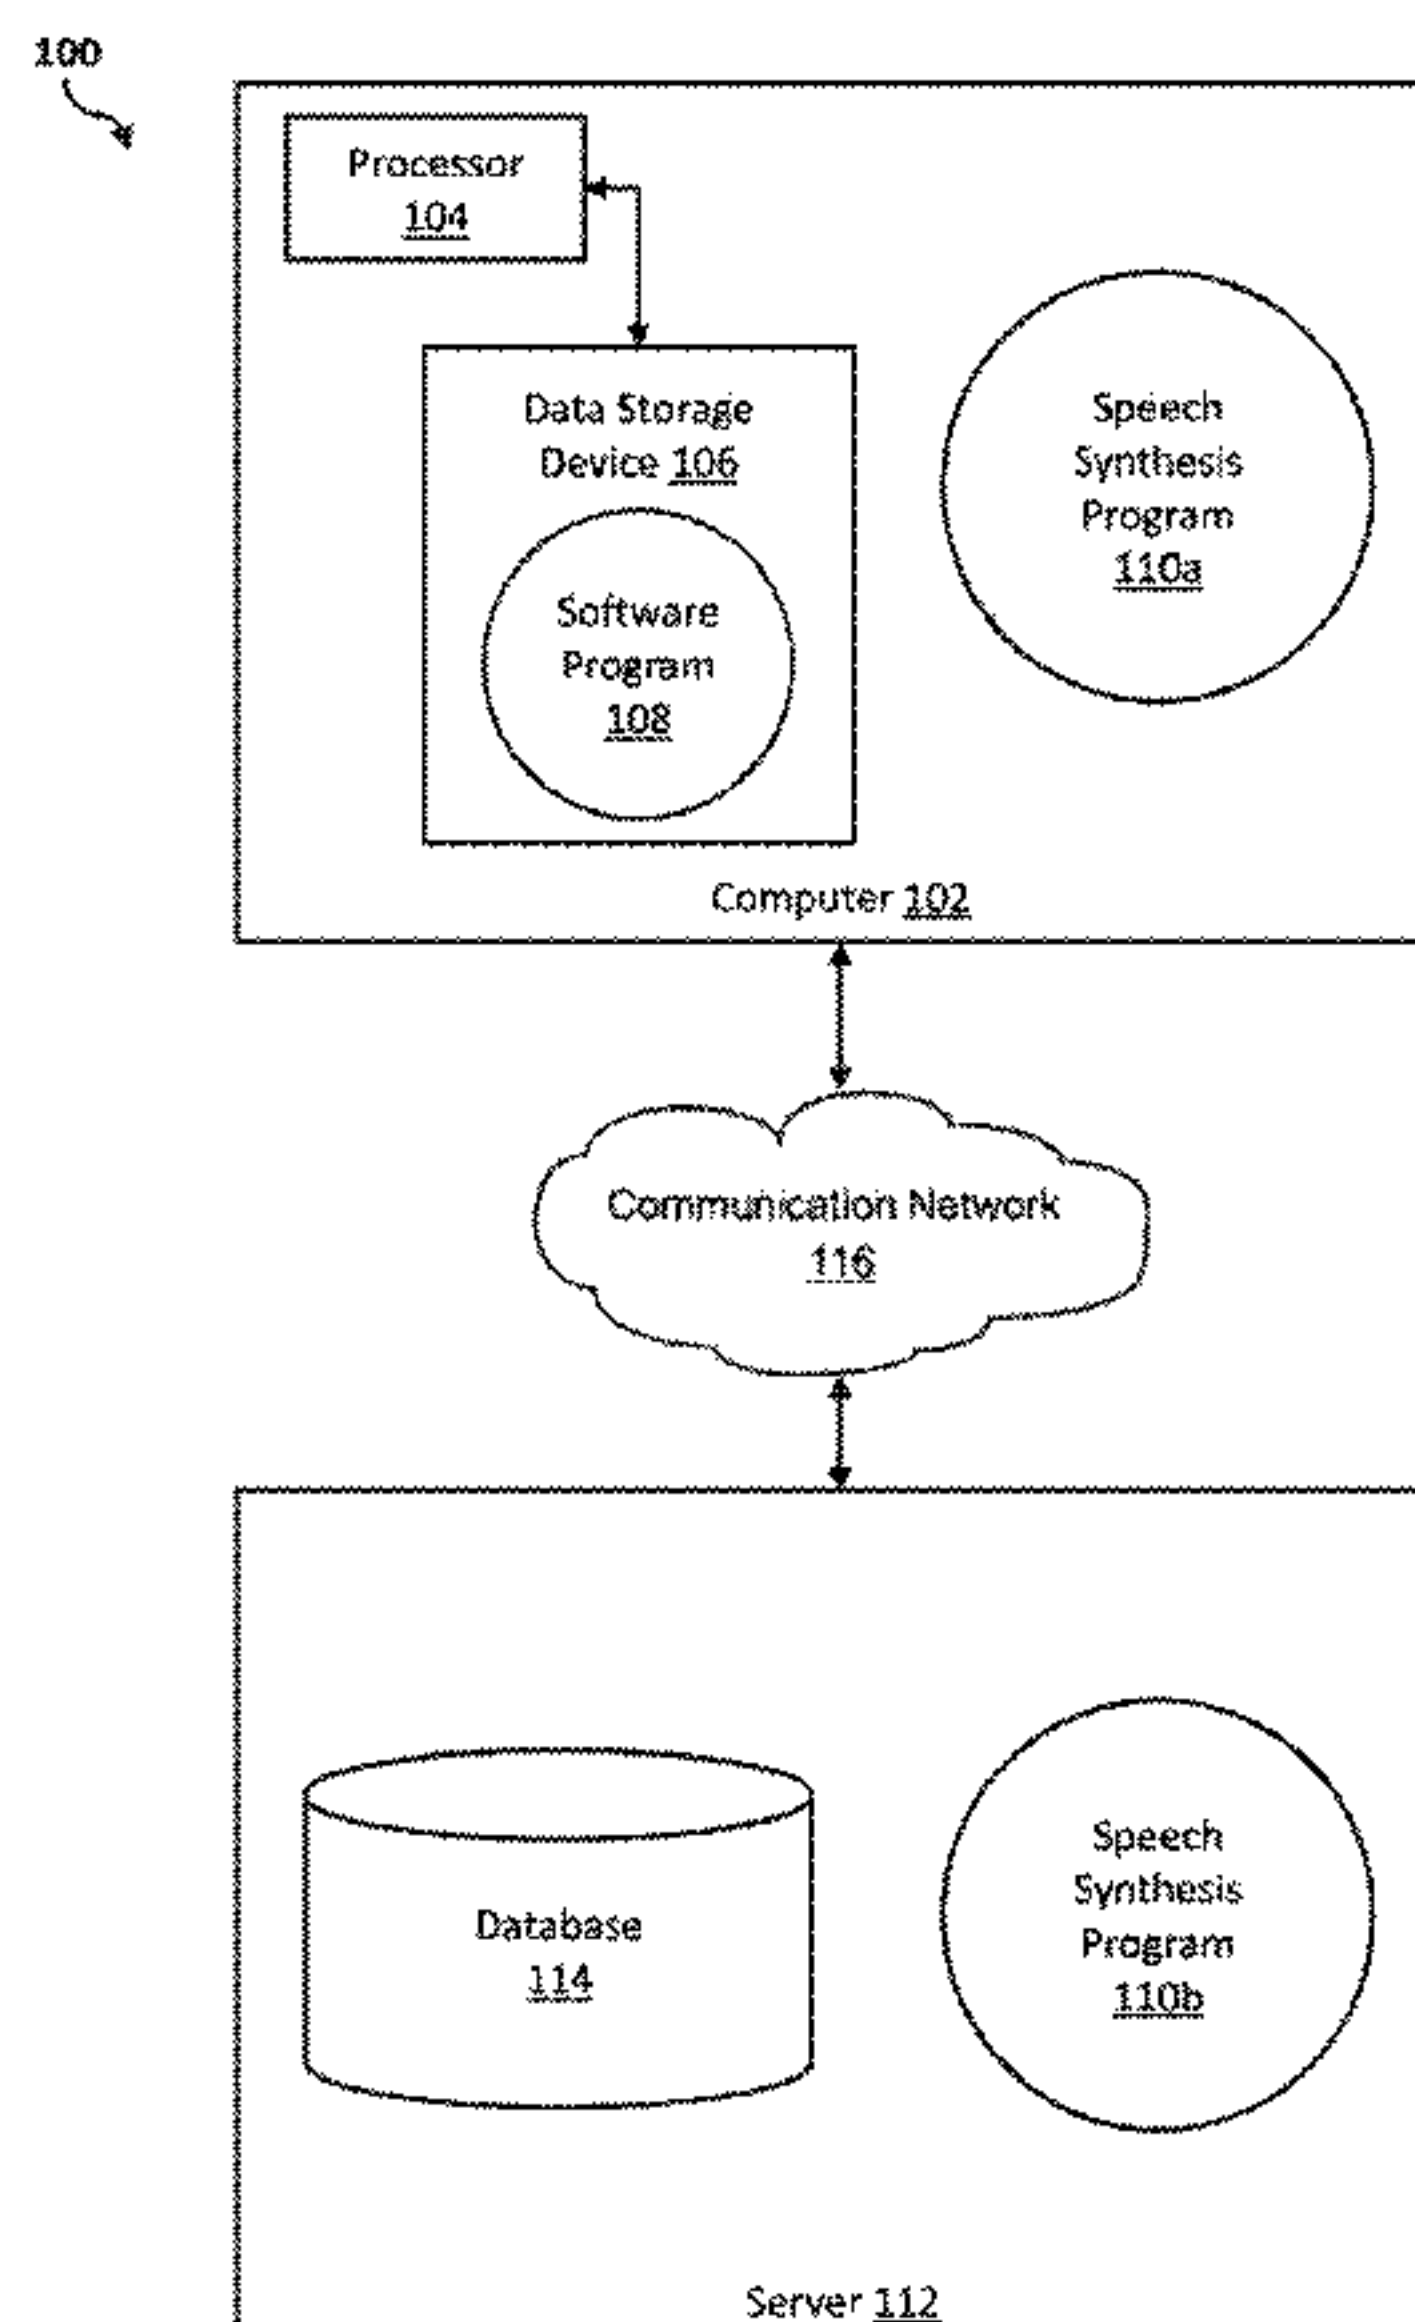 100
Processor
104
Data Storage
Device 106
Software
Program
108
Speech
Synthesis
Program
110a
Computer 102
Communication Network
116
Database
114
Speech
Synthesis
Program
110b
Server 112